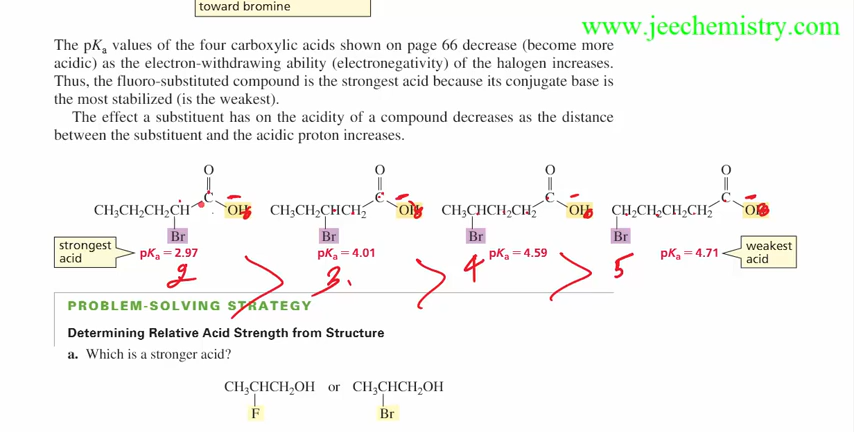 toward bromine
www.jeechemistry.com
The pKa values of the four carboxylic acids shown on page 66 decrease (become more
acidic) as the electron-withdrawing ability (electronegativity) of the halogen increases.
Thus, the fluoro-substituted compound is the strongest acid because its conjugate base is
the most stabilized (is the weakest).
The effect a substituent has on the acidity of a compound decreases as the distance
between the substituent and the acidic proton increases.
O O O O
C C C C
CH₃CH₂CH₂CH OH CH₃CH₂CHCH₂ OH CH₃CHCH₂CH₂ OH CH₂CH₂CH₂CH₂ OH
Br Br Br Br
strongest
acid
pKa = 2.97 pKa = 4.01 pKa = 4.59 pKa = 4.71
weakest
acid
2 > 3 > 4 > 5
PROBLEM-SOLVING STRATEGY
Determining Relative Acid Strength from Structure
a. Which is a stronger acid?
CH₃CHCH₂OH or CH₃CHCH₂OH
F Br